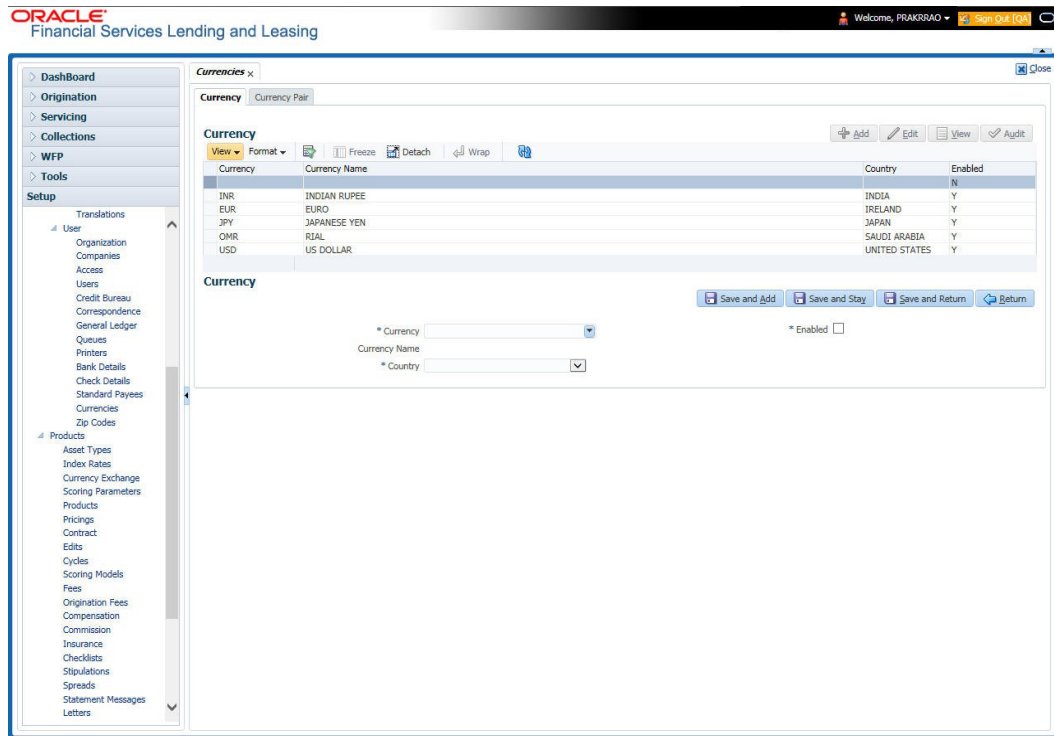 ORACLE
Financial Services Lending and Leasing
Welcome, PRAKRRAO
Sign Out [QA]
DashBoard
Origination
Servicing
Collections
WFP
Tools
Setup
Translations
User
Organization
Companies
Access
Users
Credit Bureau
Correspondence
General Ledger
Queues
Printers
Bank Details
Check Details
Standard Payees
Currencies
Zip Codes
Products
Asset Types
Index Rates
Currency Exchange
Scoring Parameters
Products
Pricings
Contract
Edits
Cycles
Scoring Models
Fees
Origination Fees
Compensation
Commission
Insurance
Checklists
Stipulations
Spreads
Statement Messages
Letters
Currencies
Close
Currency Currency Pair
Currency
Add Edit View Audit
View Format Freeze Detach Wrap
Currency Currency Name Country Enabled
N
INR INDIAN RUPEE INDIA Y
EUR EURO IRELAND Y
JPY JAPANESE YEN JAPAN Y
OMR RIAL SAUDI ARABIA Y
USD US DOLLAR UNITED STATES Y
Currency
Save and Add Save and Stay Save and Return Return
* Currency
* Enabled
Currency Name
* Country